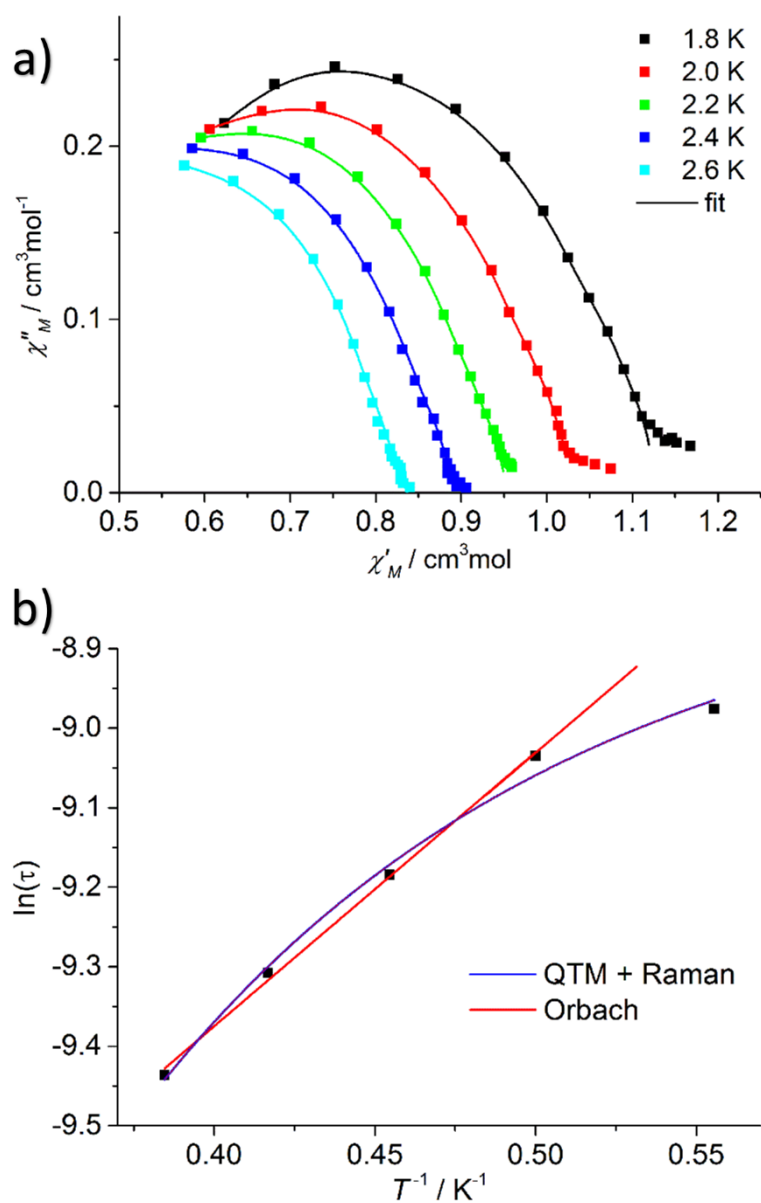 a)
1.8 K
2.0 K
2.2 K
2.4 K
2.6 K
fit
0.2
0.1
0.0
χ''M / cm³mol⁻¹
0.5 0.6 0.7 0.8 0.9 1.0 1.1 1.2
χ'M / cm³mol
b)
-8.9
-9.0
-9.1
-9.2
-9.3
-9.4
-9.5
ln(τ)
QTM + Raman
Orbach
0.40 0.45 0.50 0.55
T⁻¹ / K⁻¹